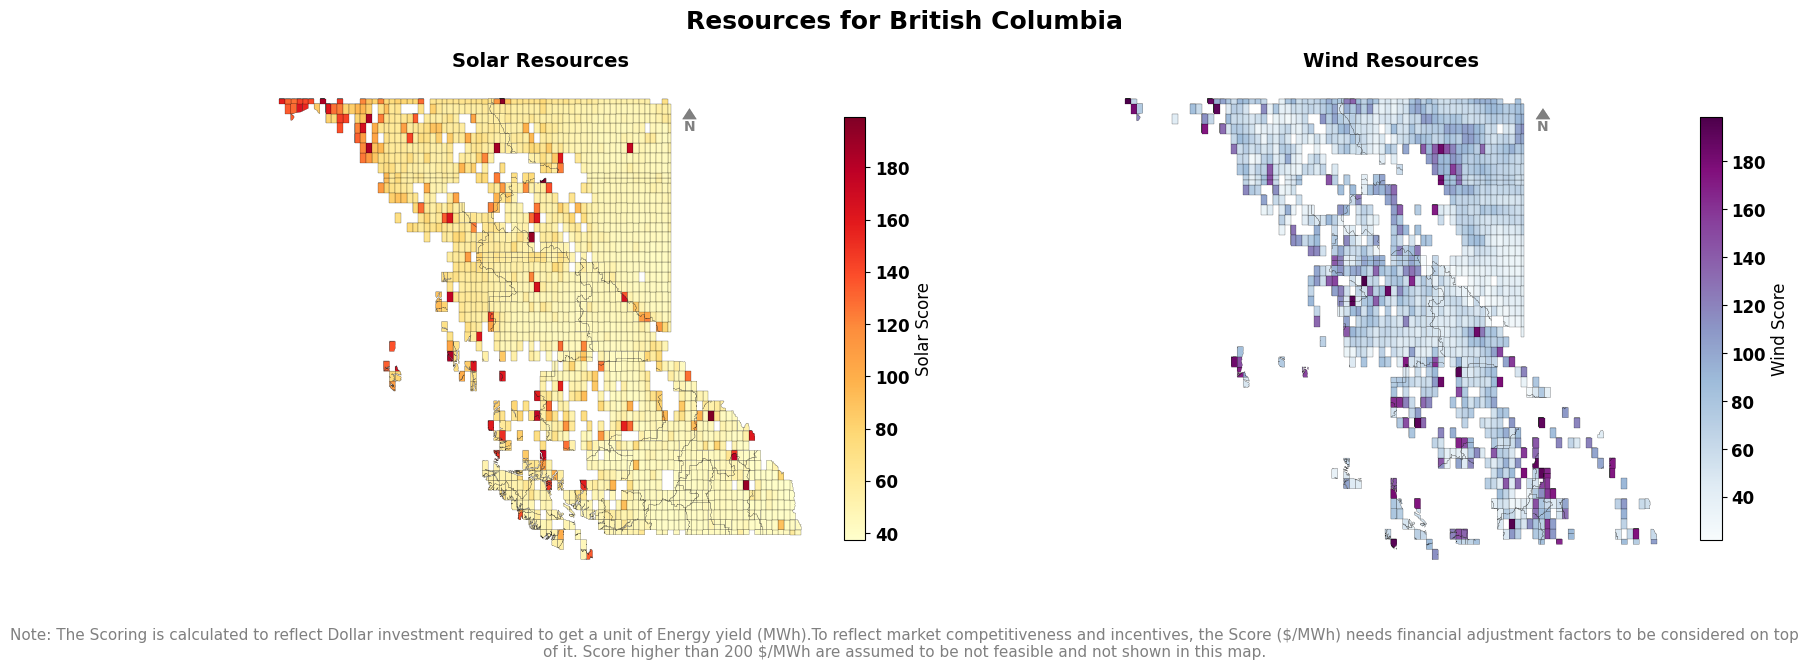 Resources for British Columbia
Solar Resources
N
180
160
140
120
100
80
60
40
Solar Score
Wind Resources
N
180
160
140
120
100
80
60
40
Wind Score
Note: The Scoring is calculated to reflect Dollar investment required to get a unit of Energy yield (MWh).To reflect market competitiveness and incentives, the Score ($/MWh) needs financial adjustment factors to be considered on top
of it. Score higher than 200 $/MWh are assumed to be not feasible and not shown in this map.